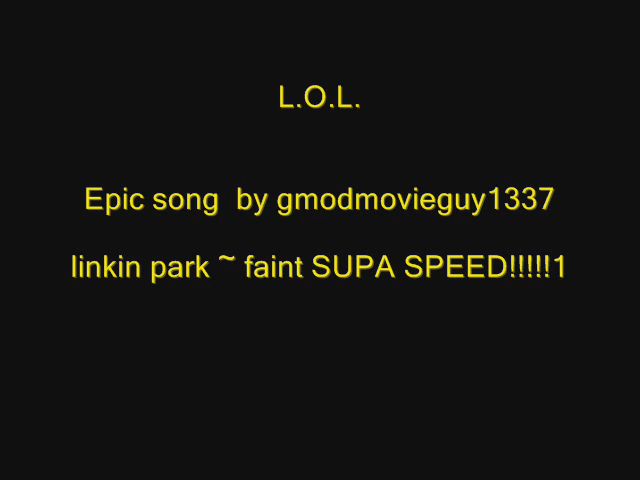 L.O.L.
Epic song  by gmodmovieguy1337
linkin park ~ faint SUPA SPEED!!!!!1